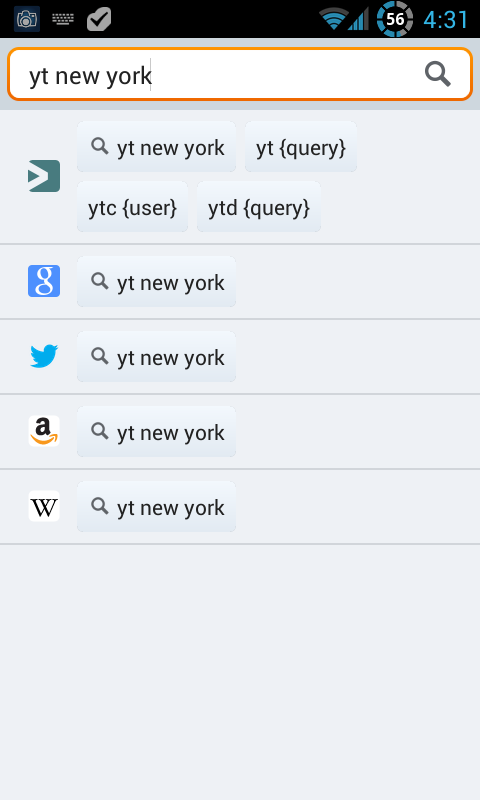 56 4:31
yt new york
yt new york yt {query}
ytc {user} ytd {query}
g yt new york
yt new york
a yt new york
W yt new york